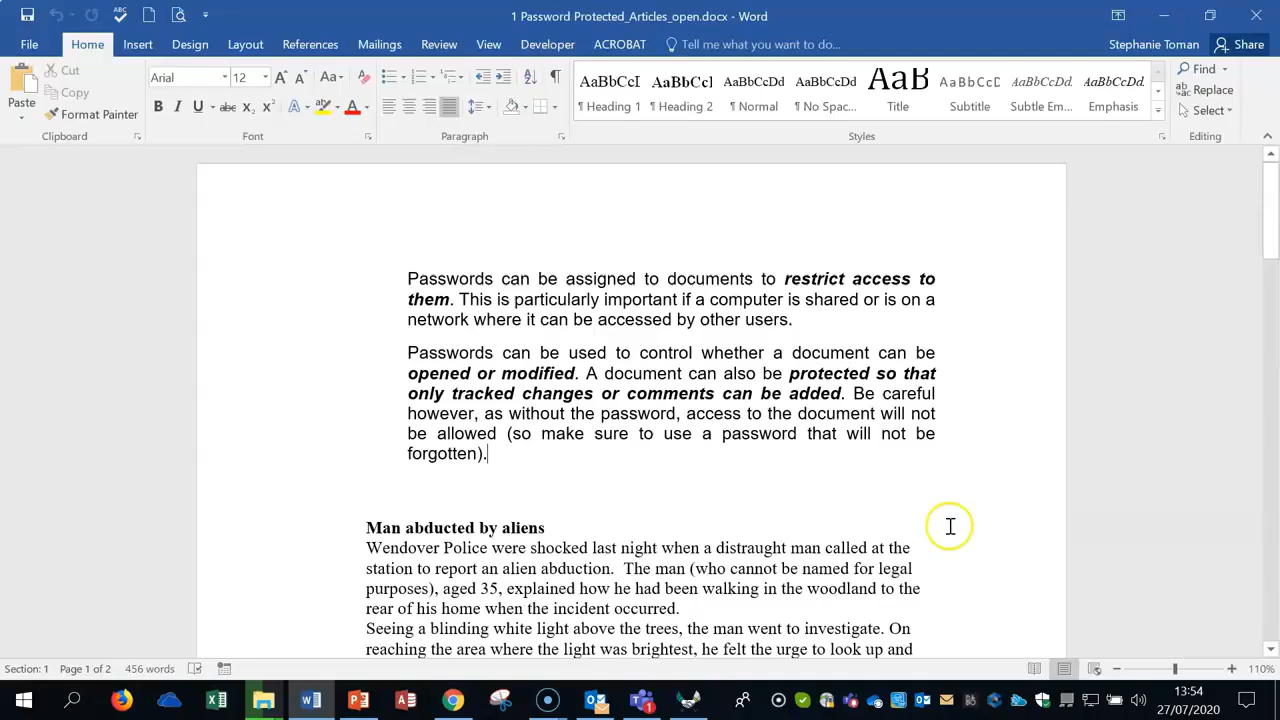 1 Password Protected_Articles_open.docx - Word
File Home Insert Design Layout References Mailings Review View Developer ACROBAT Tell me what you want to do... Stephanie Toman Share
Paste
Cut
Copy
Format Painter
Clipboard
Arial 12
Font
Paragraph
AaBbCcI AaBbCcI AaBbCcDd AaBbCcDd AaB AaBbCcD AaBbCcDd AaBbCcDd
¶ Heading 1 ¶ Heading 2 ¶ Normal ¶ No Spac... Title Subtitle Subtle Em... Emphasis
Styles
Find
Replace
Select
Editing
Passwords can be assigned to documents to restrict access to
them. This is particularly important if a computer is shared or is on a
network where it can be accessed by other users.
Passwords can be used to control whether a document can be
opened or modified. A document can also be protected so that
only tracked changes or comments can be added. Be careful
however, as without the password, access to the document will not
be allowed (so make sure to use a password that will not be
forgotten).
Man abducted by aliens
Wendover Police were shocked last night when a distraught man called at the
station to report an alien abduction. The man (who cannot be named for legal
purposes), aged 35, explained how he had been walking in the woodland to the
rear of his home when the incident occurred.
Seeing a blinding white light above the trees, the man went to investigate. On
reaching the area where the light was brightest, he felt the urge to look up and
Section: 1 Page 1 of 2 456 words 110%
13:54
27/07/2020